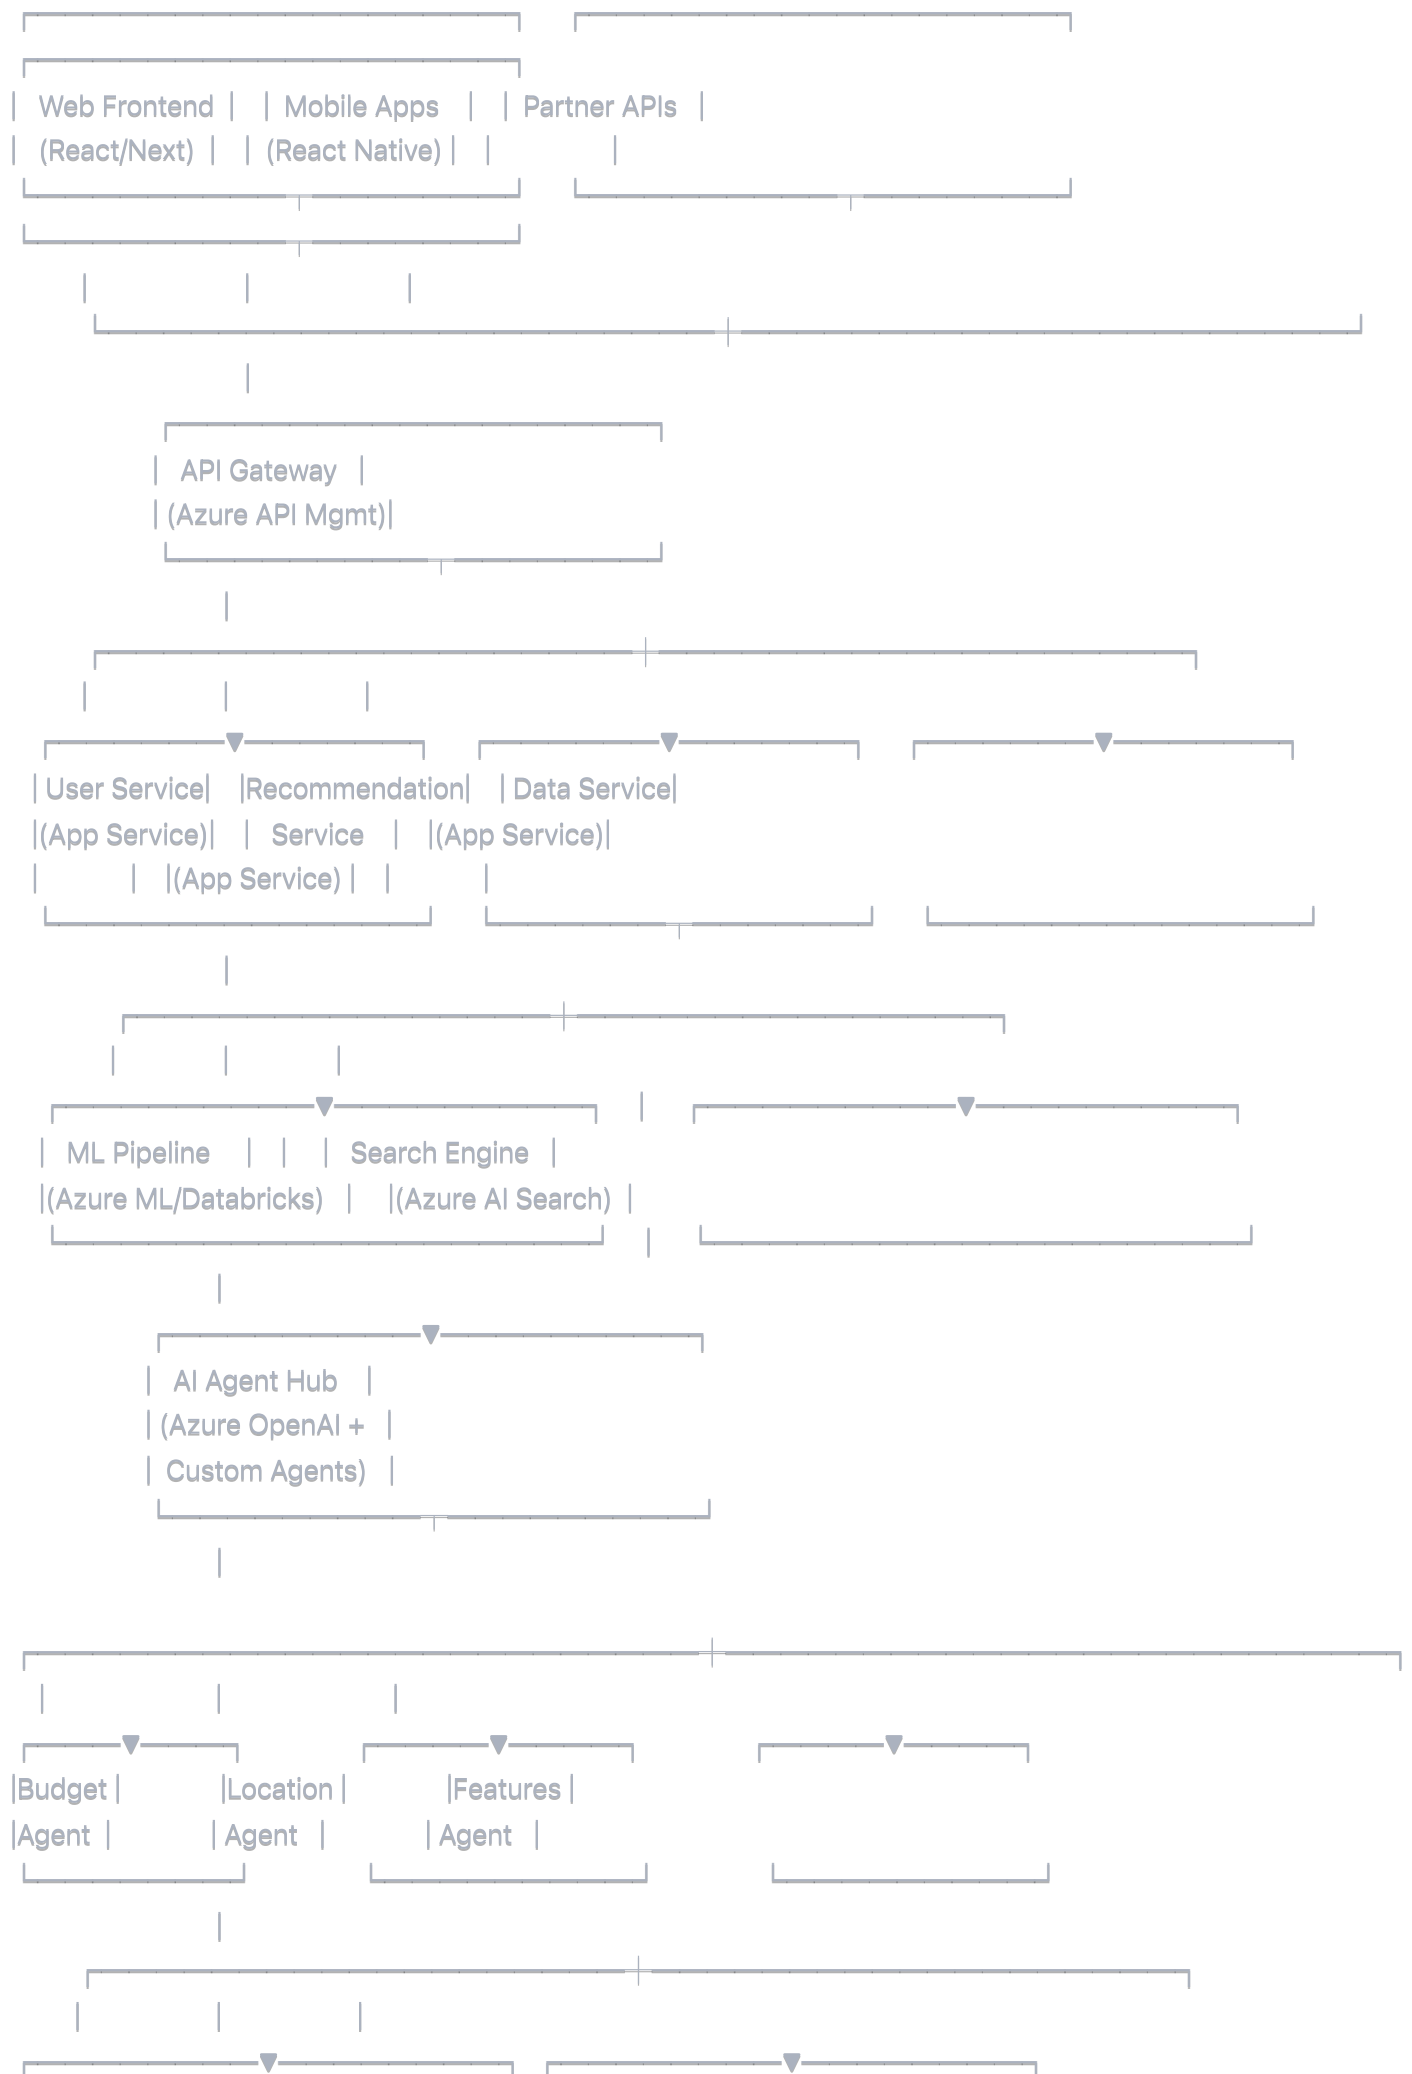 Web Frontend | | Mobile Apps | | Partner APIs |
| (React/Next) | | (React Native) | | |
| API Gateway |
| (Azure API Mgmt)|
| User Service| |Recommendation| | Data Service|
|(App Service)| | Service | |(App Service)|
| | |(App Service) | | |
| ML Pipeline | | | Search Engine |
|(Azure ML/Databricks) | |(Azure AI Search) |
| AI Agent Hub |
| (Azure OpenAI + |
| Custom Agents) |
|Budget | |Location | |Features |
|Agent | | Agent | | Agent |